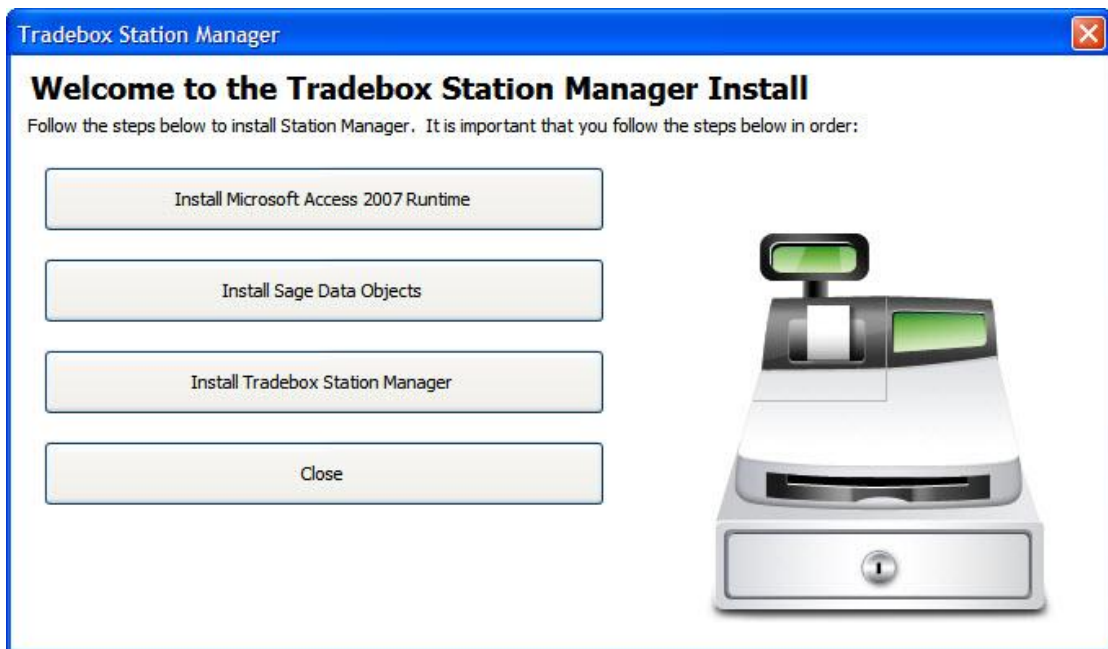 Tradebox Station Manager
Welcome to the Tradebox Station Manager Install
Follow the steps below to install Station Manager.  It is important that you follow the steps below in order:
Install Microsoft Access 2007 Runtime
Install Sage Data Objects
Install Tradebox Station Manager
Close